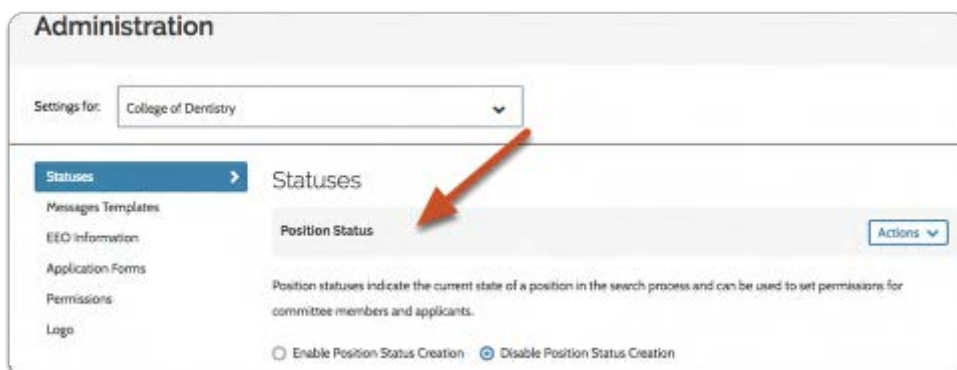 Administration
Settings for: College of Dentistry
Statuses
Messages Templates
EEO Information
Application Forms
Permissions
Logo
Statuses
Position Status
Actions
Position statuses indicate the current state of a position in the search process and can be used to set permissions for
committee members and applicants.
Enable Position Status Creation Disable Position Status Creation